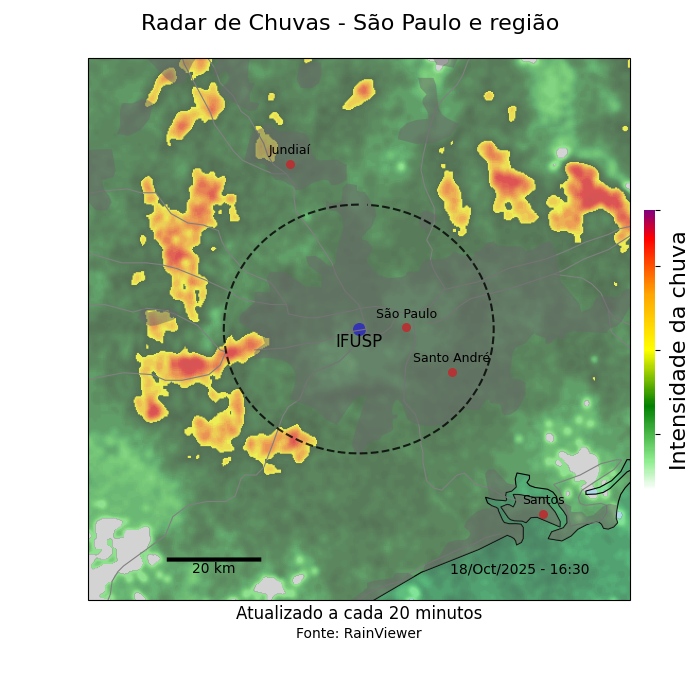 Radar de Chuvas - São Paulo e região
Jundiaí
São Paulo
IFUSP
Santo André
Intensidade da chuva
Santos
20 km
18/Oct/2025 - 16:30
Atualizado a cada 20 minutos
Fonte: RainViewer